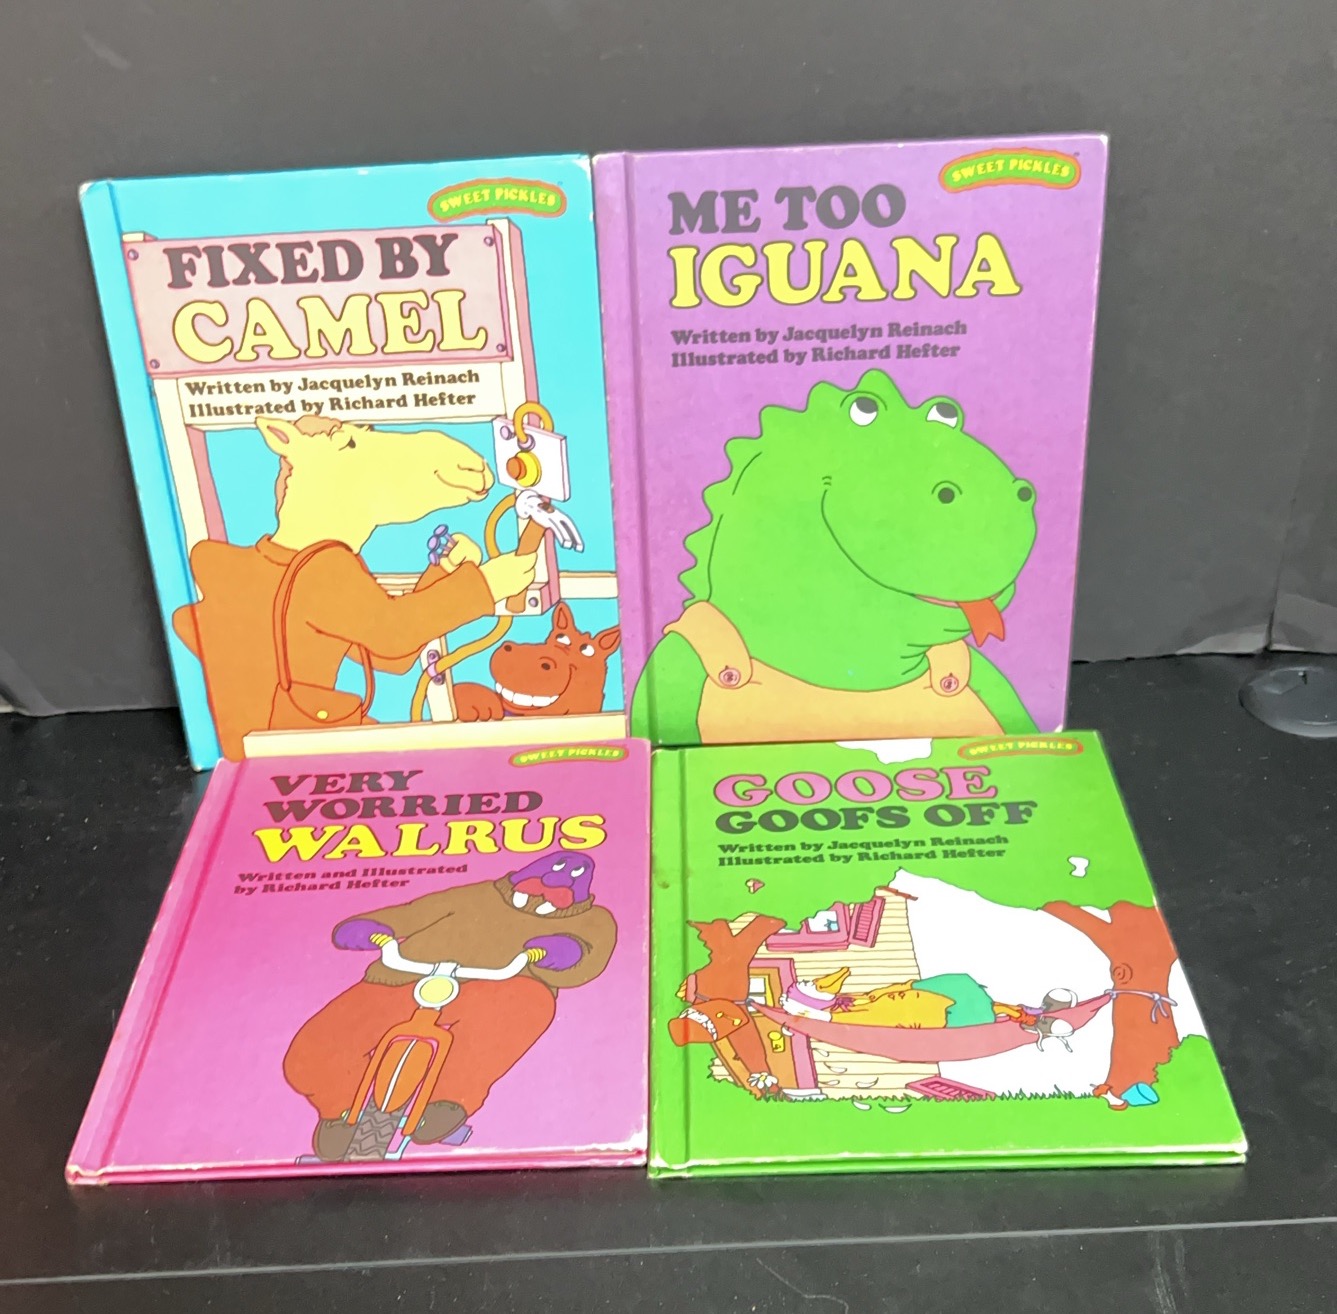 SWEET PICKLES
FIXED BY
CAMEL
Written by Jacquelyn Reinach
Illustrated by Richard Hefter
SWEET PICKLES
ME TOO
IGUANA
Written by Jacquelyn Reinach
Illustrated by Richard Hefter
SWEET PICKLES
VERY
WORRIED
WALRUS
Written and Illustrated
by Richard Hefter
SWEET PICKLES
GOOSE
GOOFS OFF
Written by Jacquelyn Reinach
Illustrated by Richard Hefter